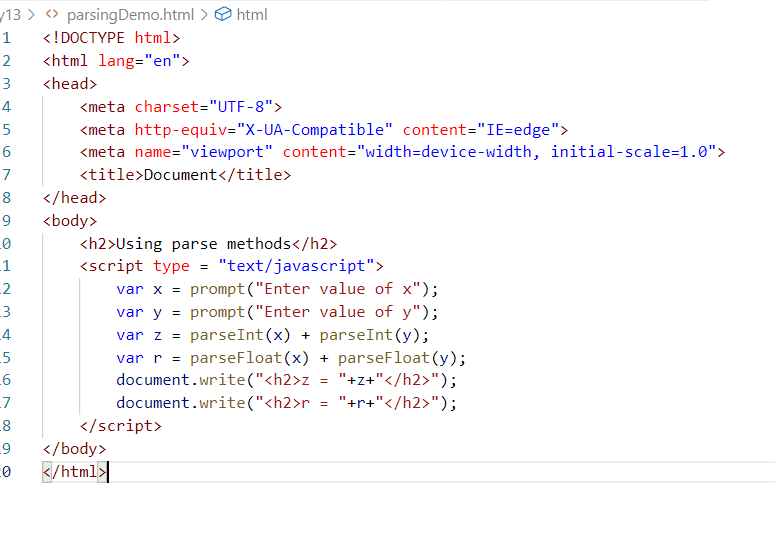 y13 > <> parsingDemo.html > html
1 <!DOCTYPE html>
2 <html lang="en">
3 <head>
4     <meta charset="UTF-8">
5     <meta http-equiv="X-UA-Compatible" content="IE=edge">
6     <meta name="viewport" content="width=device-width, initial-scale=1.0">
7     <title>Document</title>
8 </head>
9 <body>
0     <h2>Using parse methods</h2>
1     <script type = "text/javascript">
2         var x = prompt("Enter value of x");
3         var y = prompt("Enter value of y");
4         var z = parseInt(x) + parseInt(y);
5         var r = parseFloat(x) + parseFloat(y);
6         document.write("<h2>z = "+z+"</h2>");
7         document.write("<h2>r = "+r+"</h2>");
8     </script>
9 </body>
0 </html>